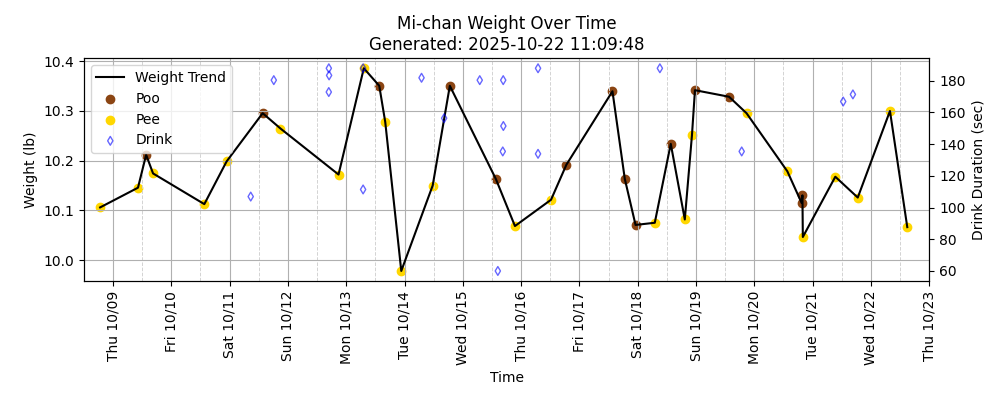 Mi-chan Weight Over Time
Generated: 2025-10-22 11:09:48
Weight (lb)
10.4
10.3
10.2
10.1
10.0
Weight Trend
Poo
Pee
Drink
180
160
140
120
100
80
60
Drink Duration (sec)
Thu 10/09
Fri 10/10
Sat 10/11
Sun 10/12
Mon 10/13
Tue 10/14
Wed 10/15
Thu 10/16
Fri 10/17
Sat 10/18
Sun 10/19
Mon 10/20
Tue 10/21
Wed 10/22
Thu 10/23
Time